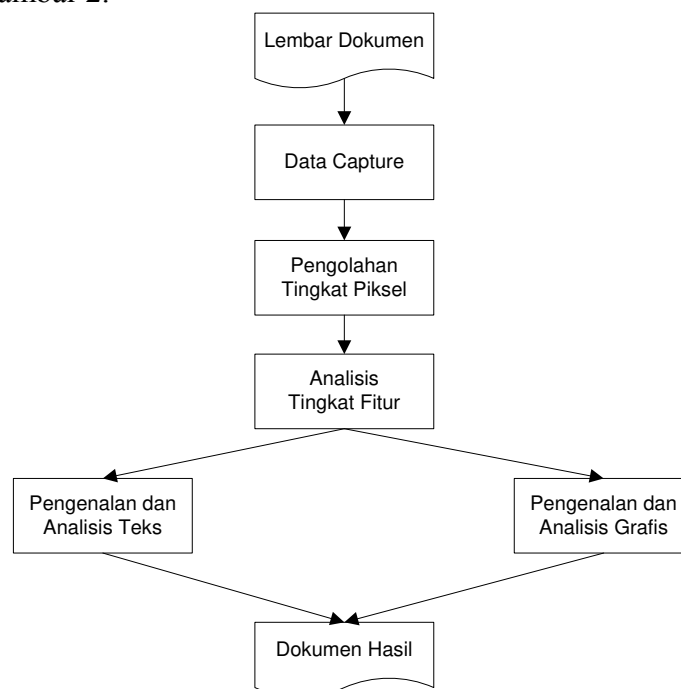 Lembar Dokumen
Data Capture
Pengolahan
Tingkat Piksel
Analisis
Tingkat Fitur
Pengenalan dan
Analisis Teks
Pengenalan dan
Analisis Grafis
Dokumen Hasil